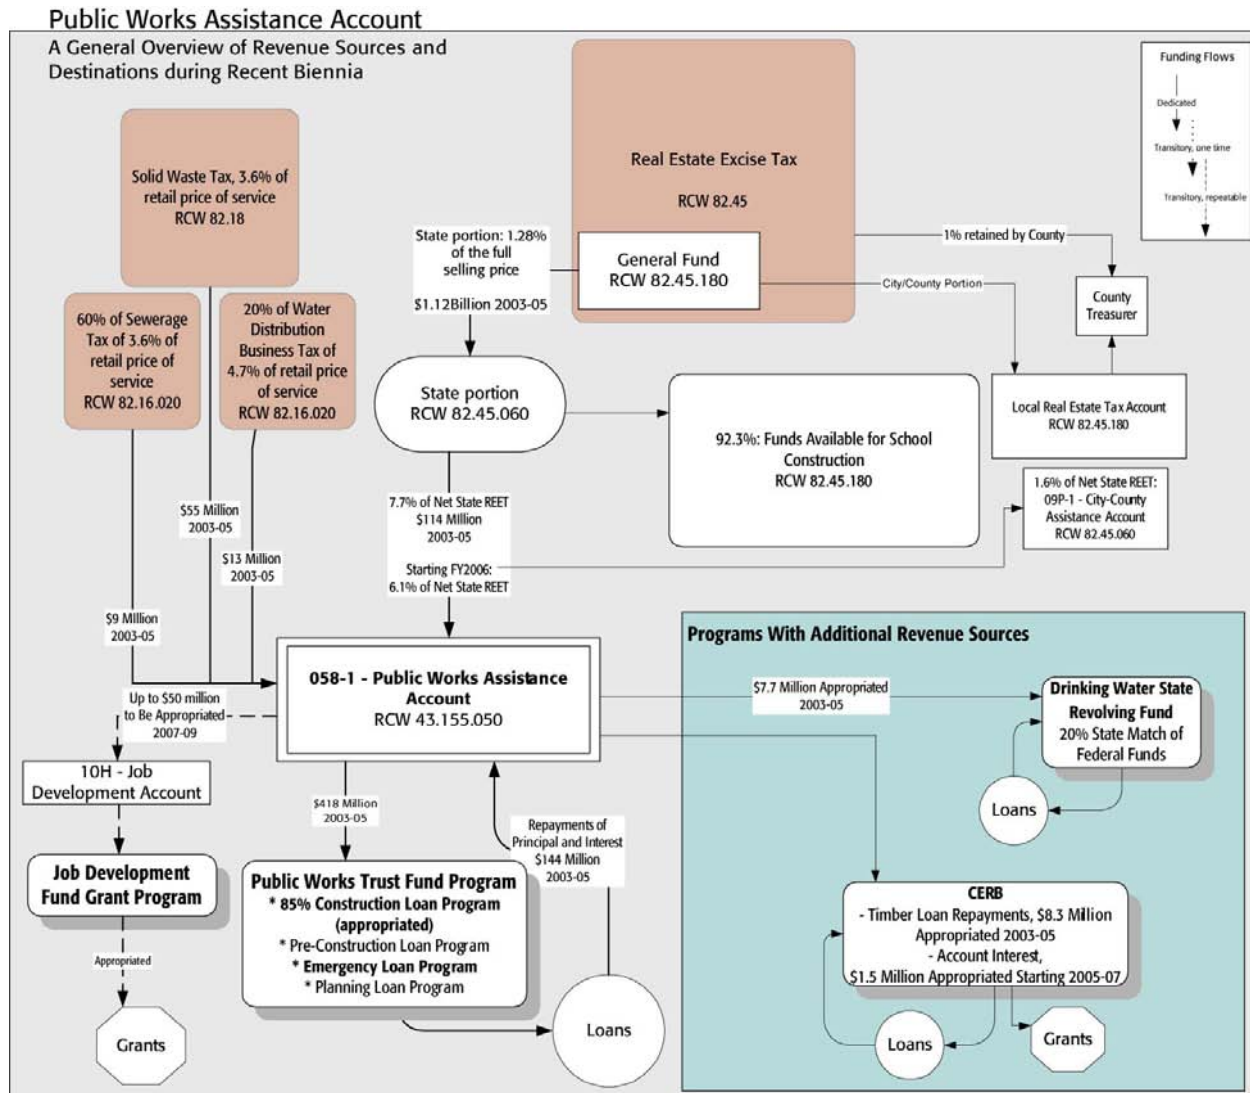 Public Works Assistance Account
A General Overview of Revenue Sources and
Destinations during Recent Biennia
Funding Flows
Dedicated
Transitory, one time
Transitory, repeatable
Solid Waste Tax, 3.6% of
retail price of service
RCW 82.18
Real Estate Excise Tax
RCW 82.45
General Fund
RCW 82.45.180
State portion: 1.28%
of the full
selling price
$1.12Billion 2003-05
1% retained by County
City/County Portion
County
Treasurer
60% of Sewerage
Tax of 3.6% of
retail price of
service
RCW 82.16.020
20% of Water
Distribution
Business Tax of
4.7% of retail price
of service
RCW 82.16.020
State portion
RCW 82.45.060
92.3%: Funds Available for School
Construction
RCW 82.45.180
Local Real Estate Tax Account
RCW 82.45.180
1.6% of Net State REET:
09P-1 - City-County
Assistance Account
RCW 82.45.060
7.7% of Net State REET
$114 Million
2003-05
Starting FY2006:
6.1% of Net State REET
$55 Million
2003-05
$13 Million
2003-05
$9 Million
2003-05
058-1 - Public Works Assistance
Account
RCW 43.155.050
Up to $50 million
to Be Appropriated
2007-09
10H - Job
Development Account
Job Development
Fund Grant Program
Appropriated
Grants
$418 Million
2003-05
Public Works Trust Fund Program
* 85% Construction Loan Program
(appropriated)
* Pre-Construction Loan Program
* Emergency Loan Program
* Planning Loan Program
Repayments of
Principal and Interest
$144 Million
2003-05
Loans
Programs With Additional Revenue Sources
$7.7 Million Appropriated
2003-05
Drinking Water State
Revolving Fund
20% State Match of
Federal Funds
Loans
CERB
- Timber Loan Repayments, $8.3 Million
Appropriated 2003-05
- Account Interest,
$1.5 Million Appropriated Starting 2005-07
Loans
Grants